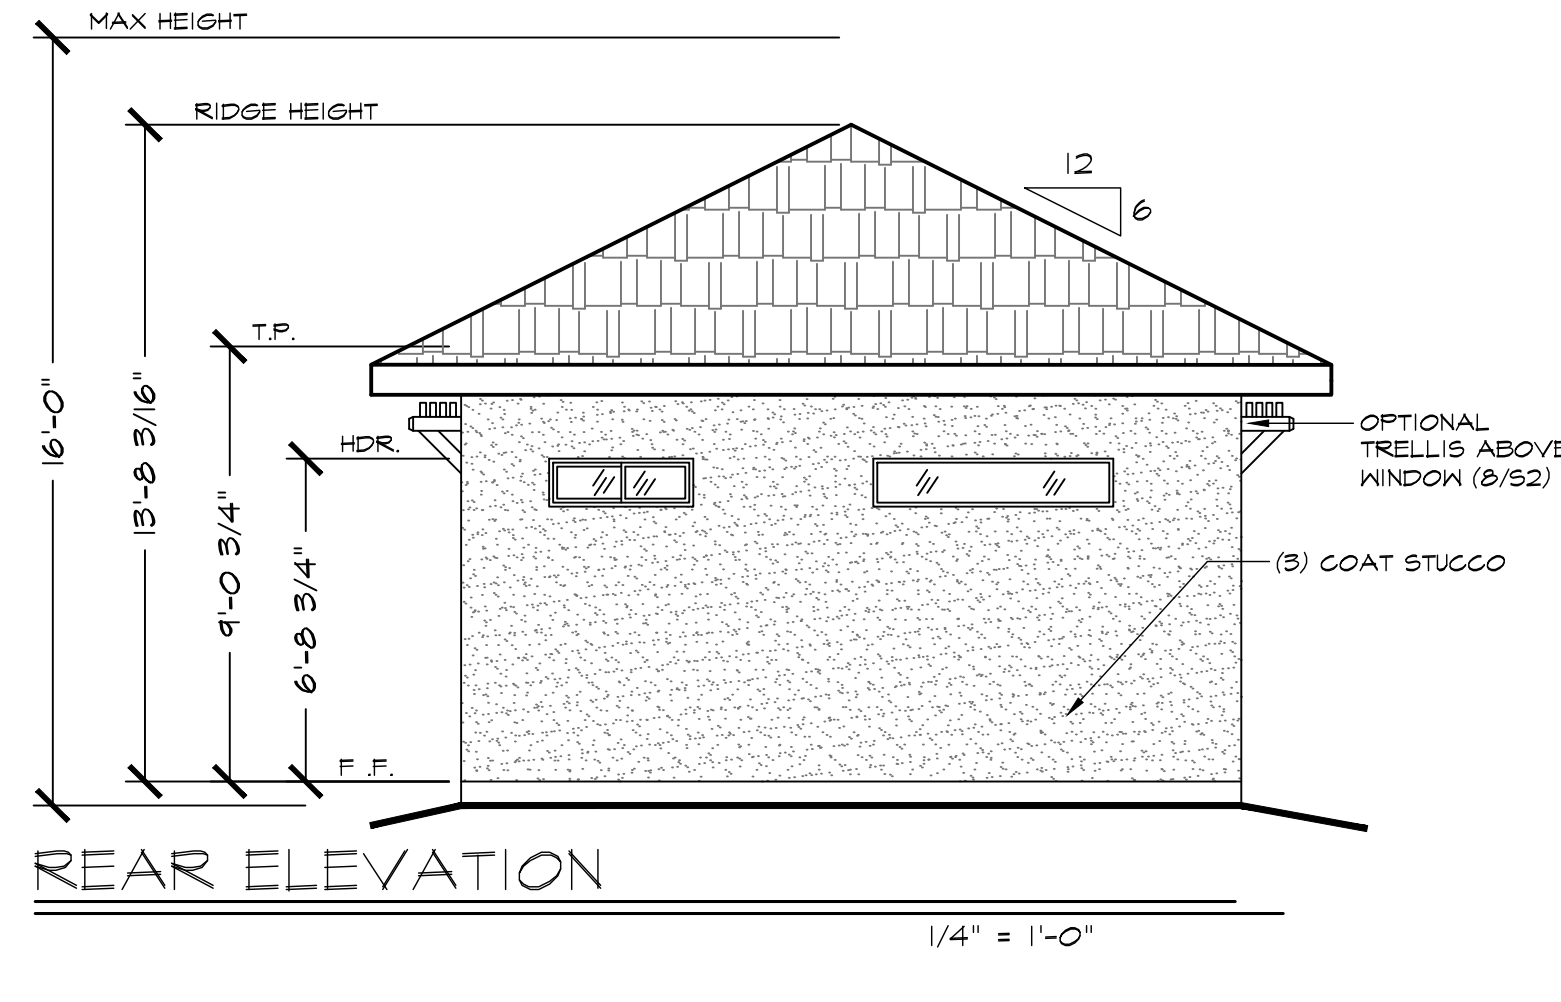 MAX HEIGHT
RIDGE HEIGHT
12
6
T.P.
16'-0"
13'-8 3/16"
9'-0 3/4"
6'-8 3/4"
HDR.
OPTIONAL
TRELLIS ABOVE
WINDOW (8/S2)
(3) COAT STUCCO
F .F.
REAR ELEVATION
1/4" = 1'-0"